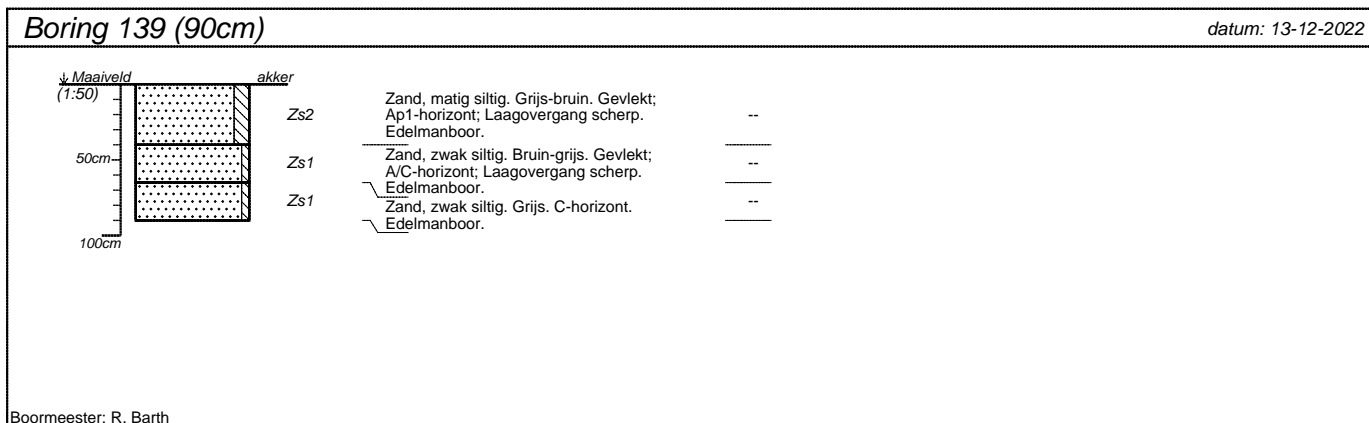 Boring 139 (90cm)
datum: 13-12-2022
Maaiveld
akker
(1:50)
Zs2
Zand, matig siltig. Grijs-bruin. Gevlekt;
Ap1-horizont; Laagovergang scherp.
Edelmanboor.
--
50cm
Zs1
Zand, zwak siltig. Bruin-grijs. Gevlekt;
A/C-horizont; Laagovergang scherp.
Edelmanboor.
--
Zs1
Zand, zwak siltig. Grijs. C-horizont.
Edelmanboor.
--
100cm
Boormeester: R. Barth